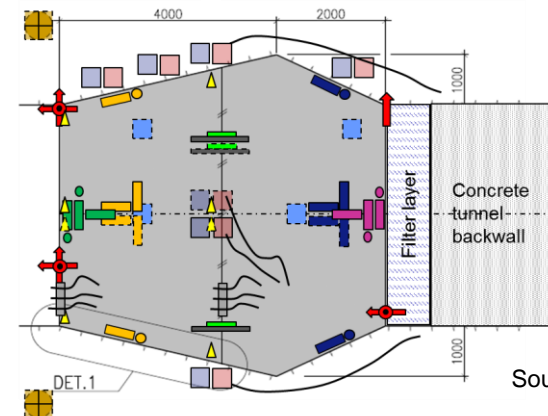 4000
2000
1000
Filter layer
Concrete
tunnel
backwall
1000
DET.1
Sou